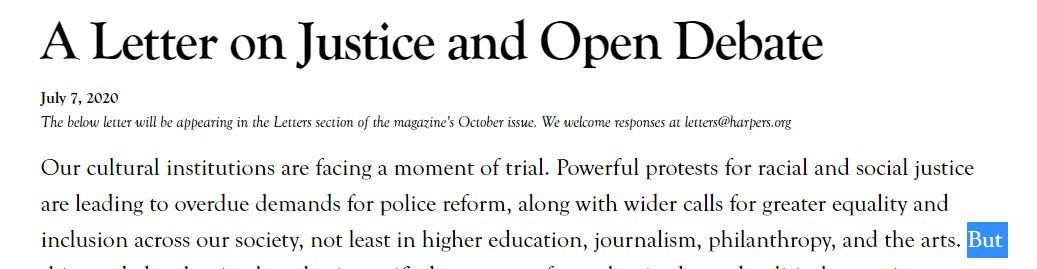 A Letter on Justice and Open Debate
July 7, 2020
The below letter will be appearing in the Letters section of the magazine’s October issue. We welcome responses at letters@harpers.org
Our cultural institutions are facing a moment of trial. Powerful protests for racial and social justice
are leading to overdue demands for police reform, along with wider calls for greater equality and
inclusion across our society, not least in higher education, journalism, philanthropy, and the arts. But